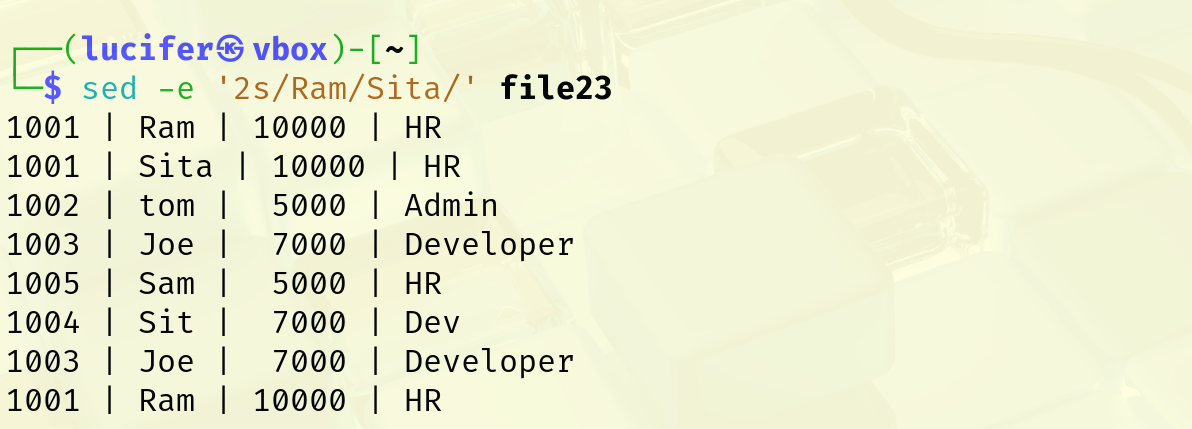 ┌──(lucifer㉿vbox)-[~]
└─$ sed -e '2s/Ram/Sita/' file23
1001 | Ram | 10000 | HR
1001 | Sita | 10000 | HR
1002 | tom |  5000 | Admin
1003 | Joe |  7000 | Developer
1005 | Sam |  5000 | HR
1004 | Sit |  7000 | Dev
1003 | Joe |  7000 | Developer
1001 | Ram | 10000 | HR